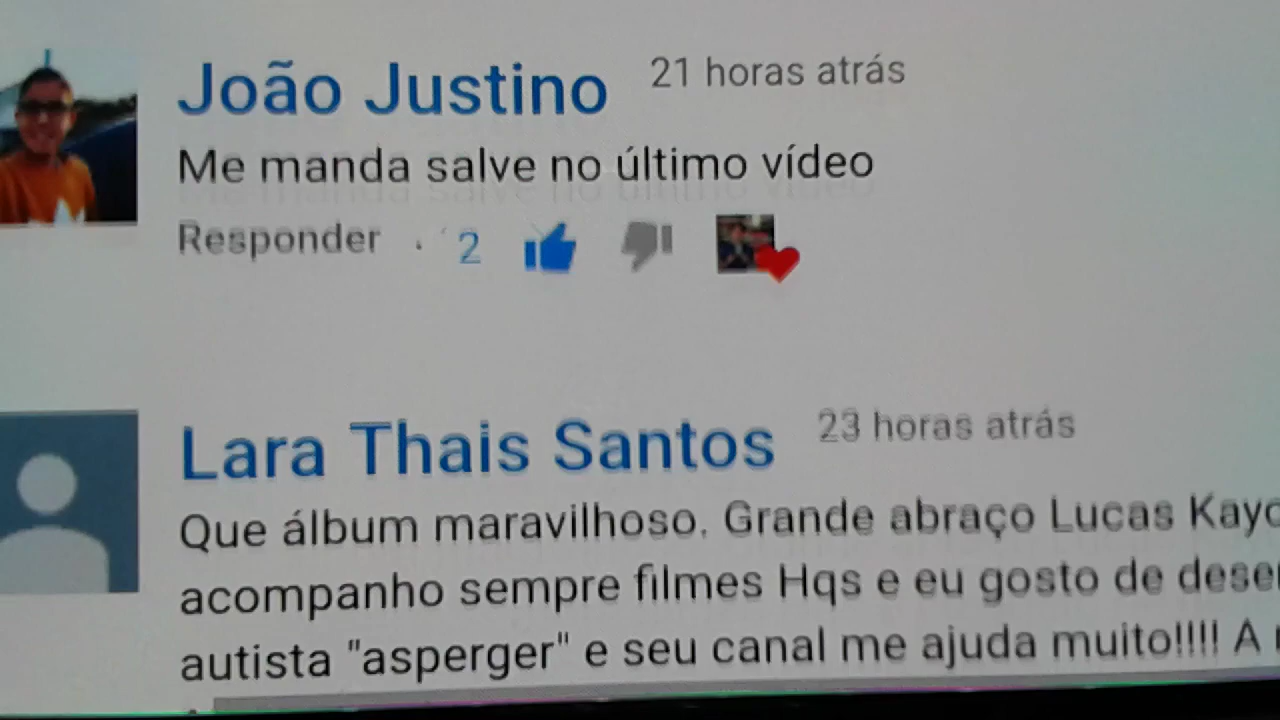 João Justino 21 horas atrás
Me manda salve no último vídeo
Responder · 2
Lara Thais Santos 23 horas atrás
Que álbum maravilhoso. Grande abraço Lucas Kayo
acompanho sempre filmes Hqs e eu gosto de
autista "asperger" e seu canal me ajuda muito!!!! A